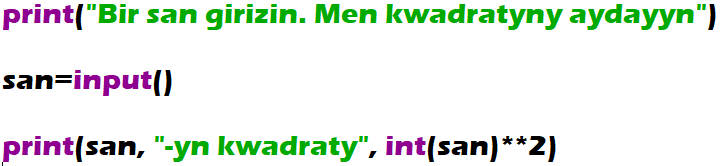 print("Bir san girizin. Men kwadratyny aydayyn")
san=input()
print(san, "-yn kwadraty", int(san)**2)